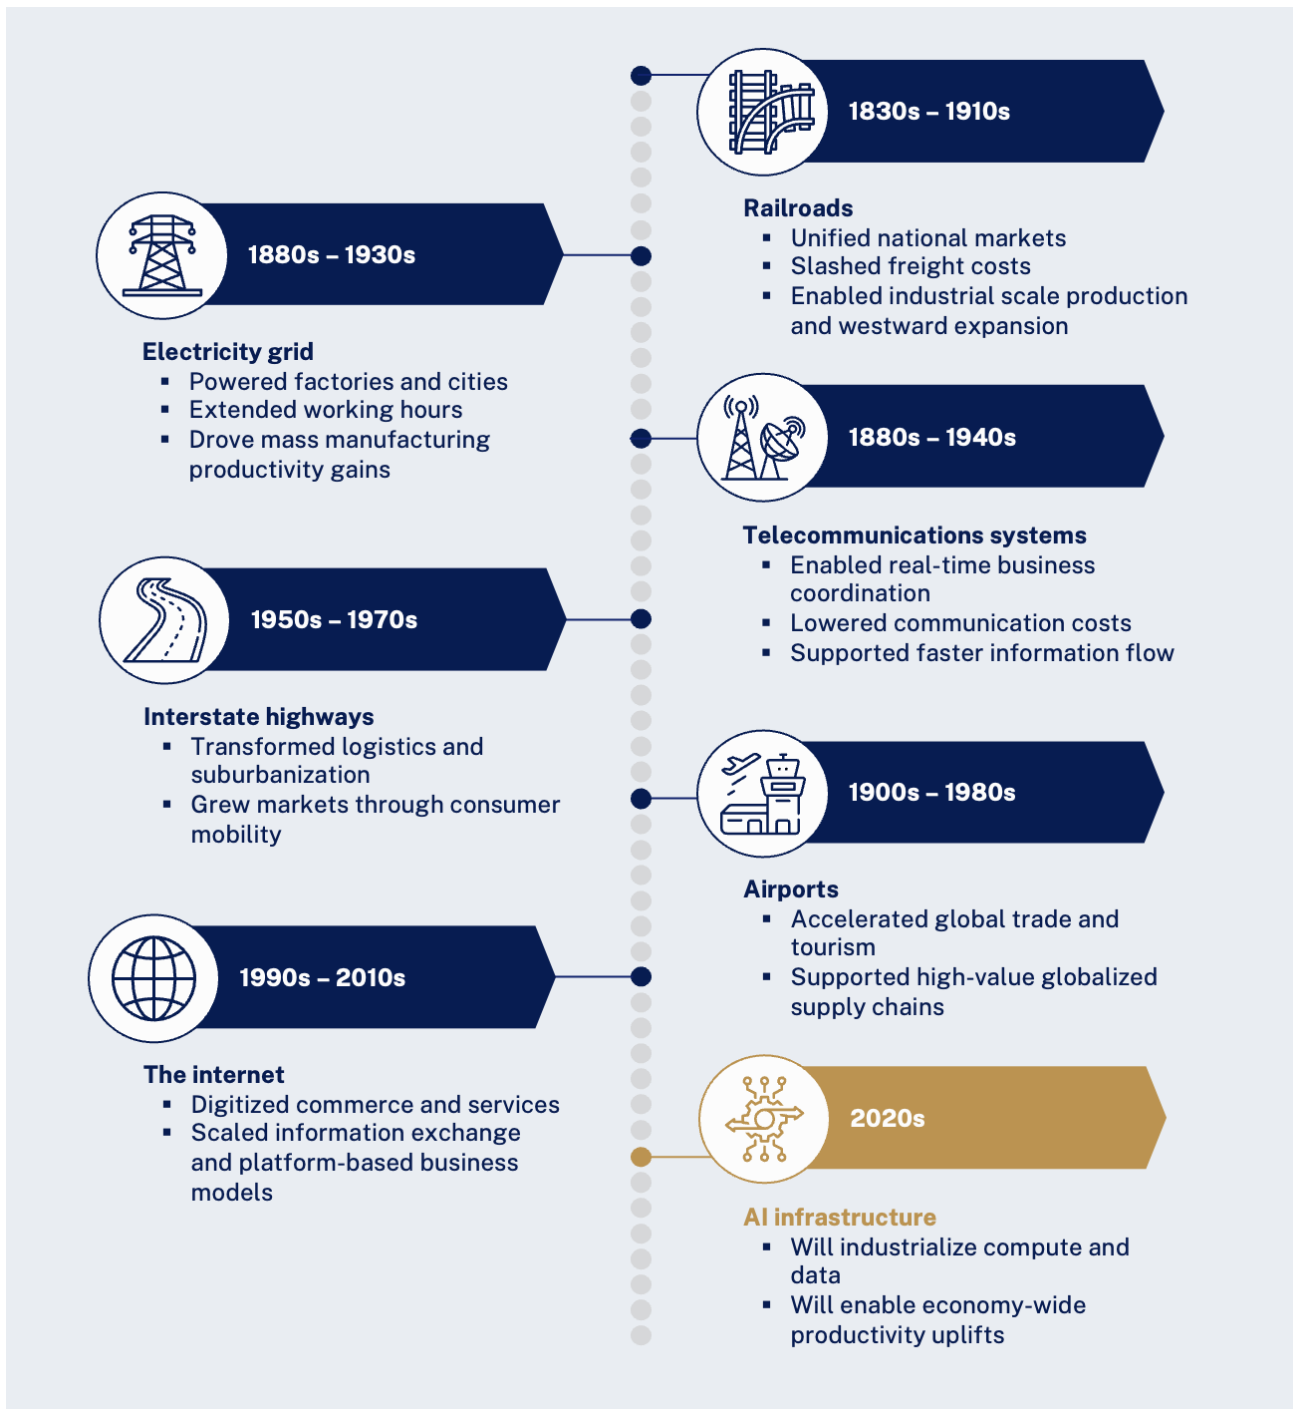 1830s – 1910s
Railroads
▪ Unified national markets
▪ Slashed freight costs
▪ Enabled industrial scale production
and westward expansion
1880s – 1930s
Electricity grid
▪ Powered factories and cities
▪ Extended working hours
▪ Drove mass manufacturing
productivity gains
1880s – 1940s
Telecommunications systems
▪ Enabled real-time business
coordination
▪ Lowered communication costs
▪ Supported faster information flow
1950s – 1970s
Interstate highways
▪ Transformed logistics and
suburbanization
▪ Grew markets through consumer
mobility
1900s – 1980s
Airports
▪ Accelerated global trade and
tourism
▪ Supported high-value globalized
supply chains
1990s – 2010s
The internet
▪ Digitized commerce and services
▪ Scaled information exchange
and platform-based business
models
2020s
AI infrastructure
▪ Will industrialize compute and
data
▪ Will enable economy-wide
productivity uplifts